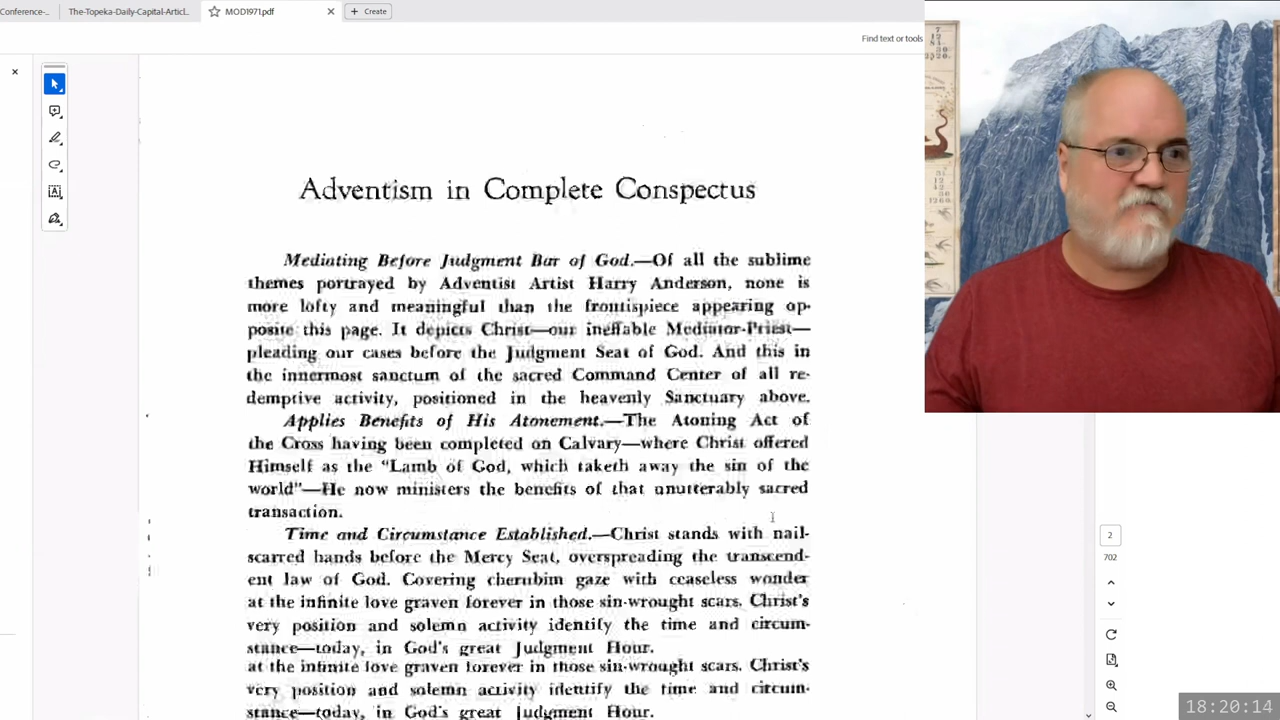 Conference-..
The-Topeka-Daily-Capital-Articl..
MOD1971.pdf
Create
Find text or tools
Adventism in Complete Conspectus
Mediating Before Judgment Bar of God.—Of all the sublime
themes portrayed by Adventist Artist Harry Anderson, none is
more lofty and meaningful than the frontispiece appearing op-
posite this page. It depicts Christ—our ineffable Mediator-Priest—
pleading our cases before the Judgment Seat of God. And this in
the innermost sanctum of the sacred Command Center of all re-
demptive activity, positioned in the heavenly Sanctuary above.
Applies Benefits of His Atonement.—The Atoning Act of
the Cross having been completed on Calvary—where Christ offered
Himself as the "Lamb of God, which taketh away the sin of the
world"—He now ministers the benefits of that unutterably sacred
transaction.
Time and Circumstance Established.—Christ stands with nail-
scarred hands before the Mercy Seat, overspreading the transcend-
ent law of God. Covering cherubim gaze with ceaseless wonder
at the infinite love graven forever in those sin-wrought scars. Christ's
very position and solemn activity identify the time and circum-
stance—today, in God's great Judgment Hour.
at the infinite love graven forever in those sin-wrought scars. Christ's
very position and solemn activity identify the time and circum-
stance—today, in God's great Judgment Hour.
2
702
7
12
1260
18:20:14